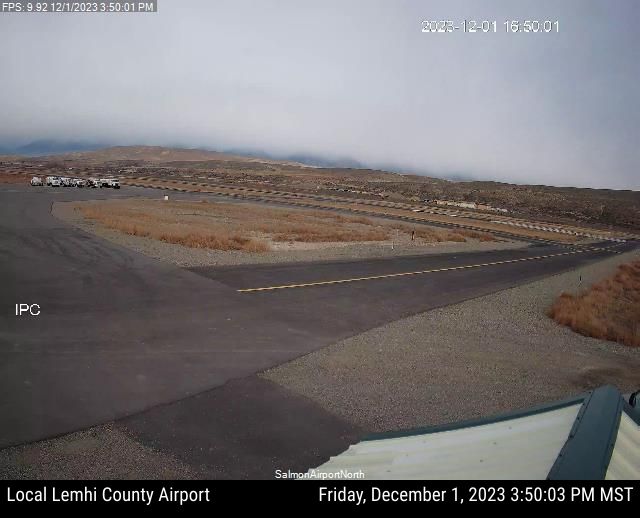 FPS: 9.92 12/1/2023 3:50:01 PM
2023-12-01 15:50:01
IPC
SalmonAirportNorth
Local Lemhi County Airport Friday, December 1, 2023 3:50:03 PM MST